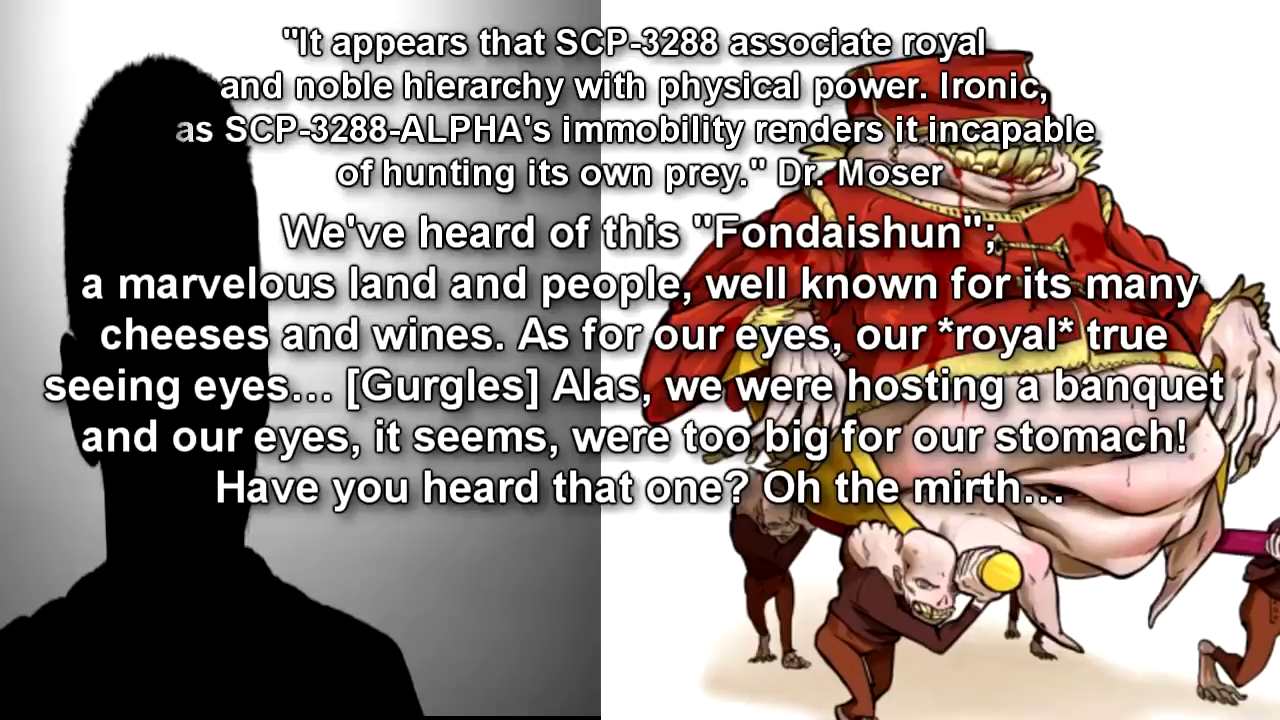 "It appears that SCP-3288 associate royal
and noble hierarchy with physical power. Ironic,
as SCP-3288-ALPHA's immobility renders it incapable
of hunting its own prey." Dr. Moser
We've heard of this "Fondaishun";
a marvelous land and people, well known for its many
cheeses and wines. As for our eyes, our *royal* true
seeing eyes... [Gurgles] Alas, we were hosting a banquet
and our eyes, it seems, were too big for our stomach!
Have you heard that one? Oh the mirth...